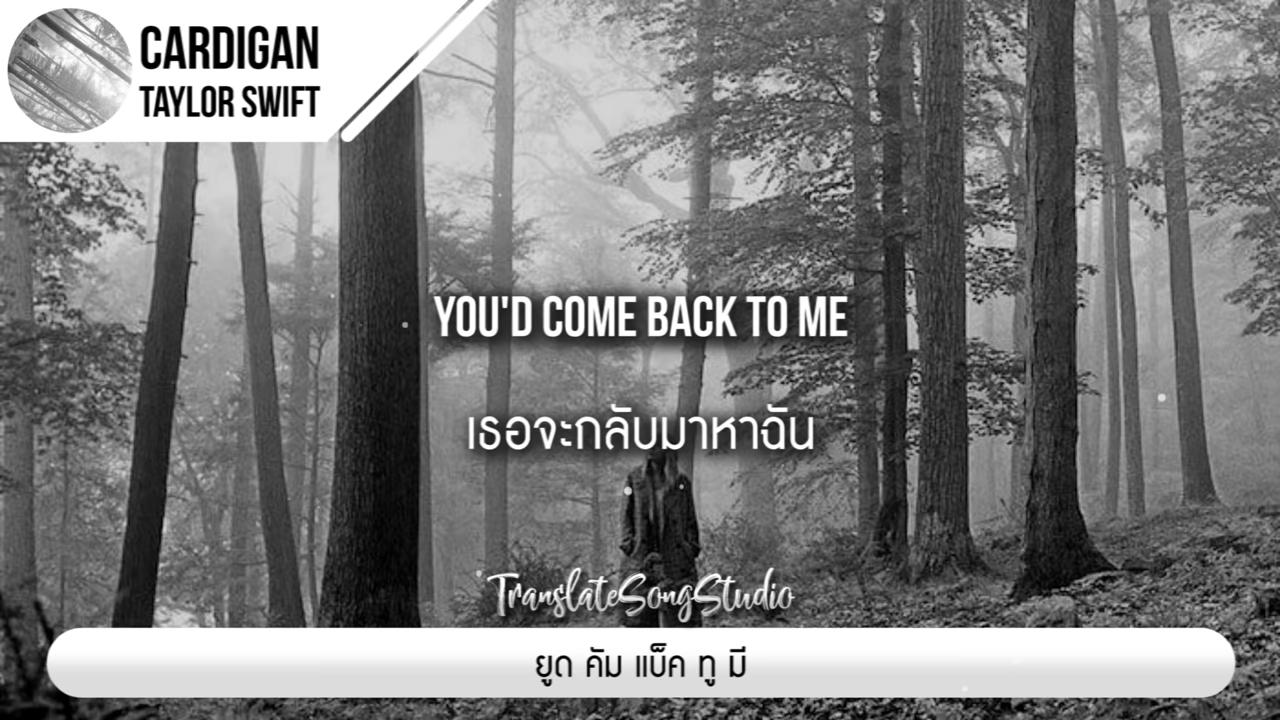 CARDIGAN
TAYLOR SWIFT
YOU'D COME BACK TO ME
เธอจะกลับมาหาฉัน
TranslateSongStudio
ยูด คัม แบ็ค ทู มี